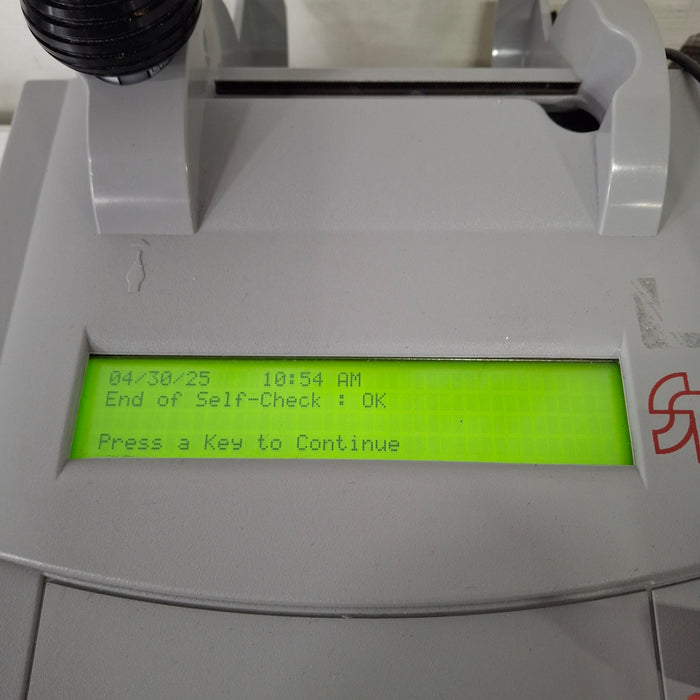 04/30/25 10:54 AM
End of Self-Check : OK
Press a Key to Continue